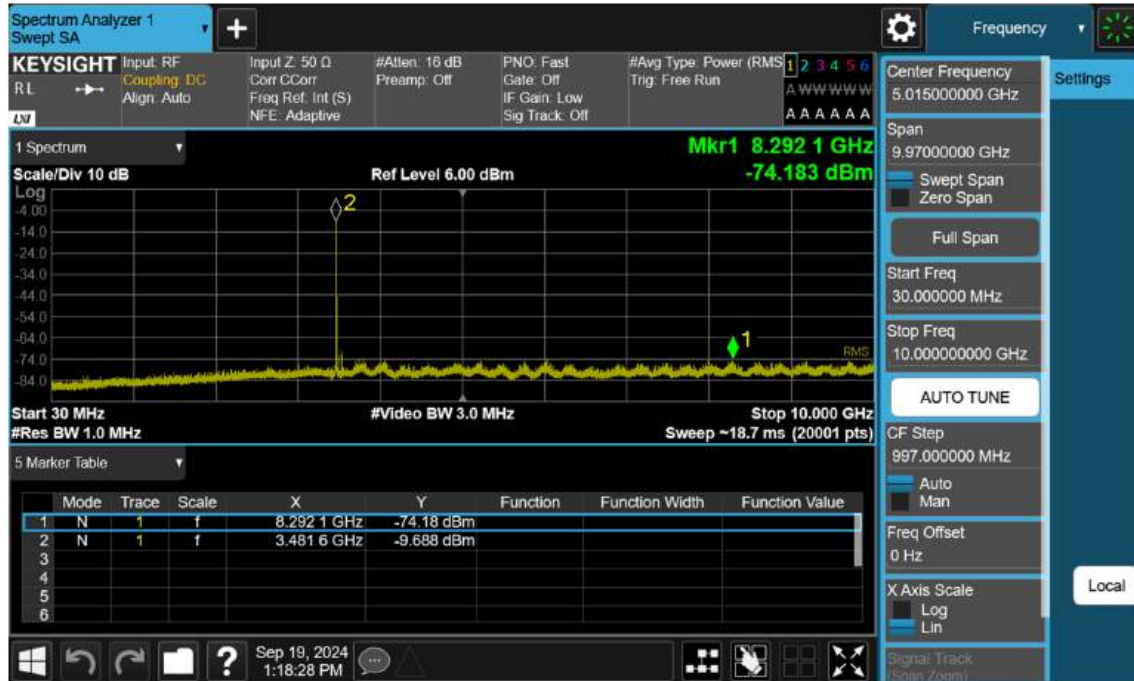 Spectrum Analyzer 1
Swept SA
Frequency
KEYSIGHT
RL
LXI
Input: RF
Coupling: DC
Align: Auto
Input Z: 50 Ω
Corr CCorr
Freq Ref: Int (S)
NFE: Adaptive
#Atten: 16 dB
Preamp: Off
PNO: Fast
Gate: Off
IF Gain: Low
Sig Track: Off
#Avg Type: Power (RMS
Trig: Free Run
1 2 3 4 5 6
A W W W W W
A A A A A A
Center Frequency
5.015000000 GHz
Settings
1 Spectrum
Mkr1 8.292 1 GHz
-74.183 dBm
Scale/Div 10 dB
Ref Level 6.00 dBm
Log
-4.00
-14.0
-24.0
-34.0
-44.0
-54.0
-64.0
-74.0
-84.0
2
1
RMS
Start 30 MHz
#Video BW 3.0 MHz
Stop 10.000 GHz
#Res BW 1.0 MHz
Sweep ~18.7 ms (20001 pts)
Span
9.97000000 GHz
Swept Span
Zero Span
Full Span
Start Freq
30.000000 MHz
Stop Freq
10.000000000 GHz
AUTO TUNE
CF Step
997.000000 MHz
Auto
Man
Freq Offset
0 Hz
X Axis Scale
Log
Lin
Signal Track
(Span Zoom)
Local
5 Marker Table
Mode Trace Scale X Y Function Function Width Function Value
1 N 1 f 8.292 1 GHz -74.18 dBm
2 N 1 f 3.481 6 GHz -9.688 dBm
3
4
5
6
?
Sep 19, 2024
1:18:28 PM